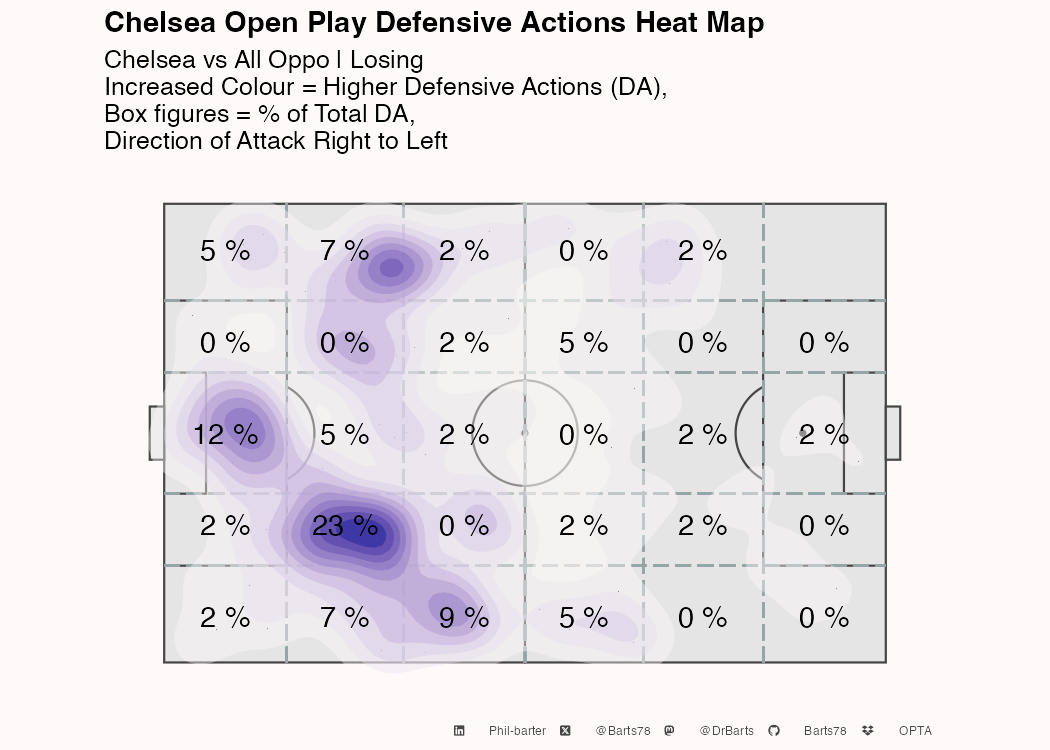 Chelsea Open Play Defensive Actions Heat Map
Chelsea vs All Oppo | Losing
Increased Colour = Higher Defensive Actions (DA),
Box figures = % of Total DA,
Direction of Attack Right to Left
5 % 7 % 2 % 0 % 2 %
0 % 0 % 2 % 5 % 0 % 0 %
12 % 5 % 2 % 0 % 2 % 2 %
2 % 23 % 0 % 2 % 2 % 0 %
2 % 7 % 9 % 5 % 0 % 0 %
Phil-barter @Barts78 @DrBarts Barts78 OPTA